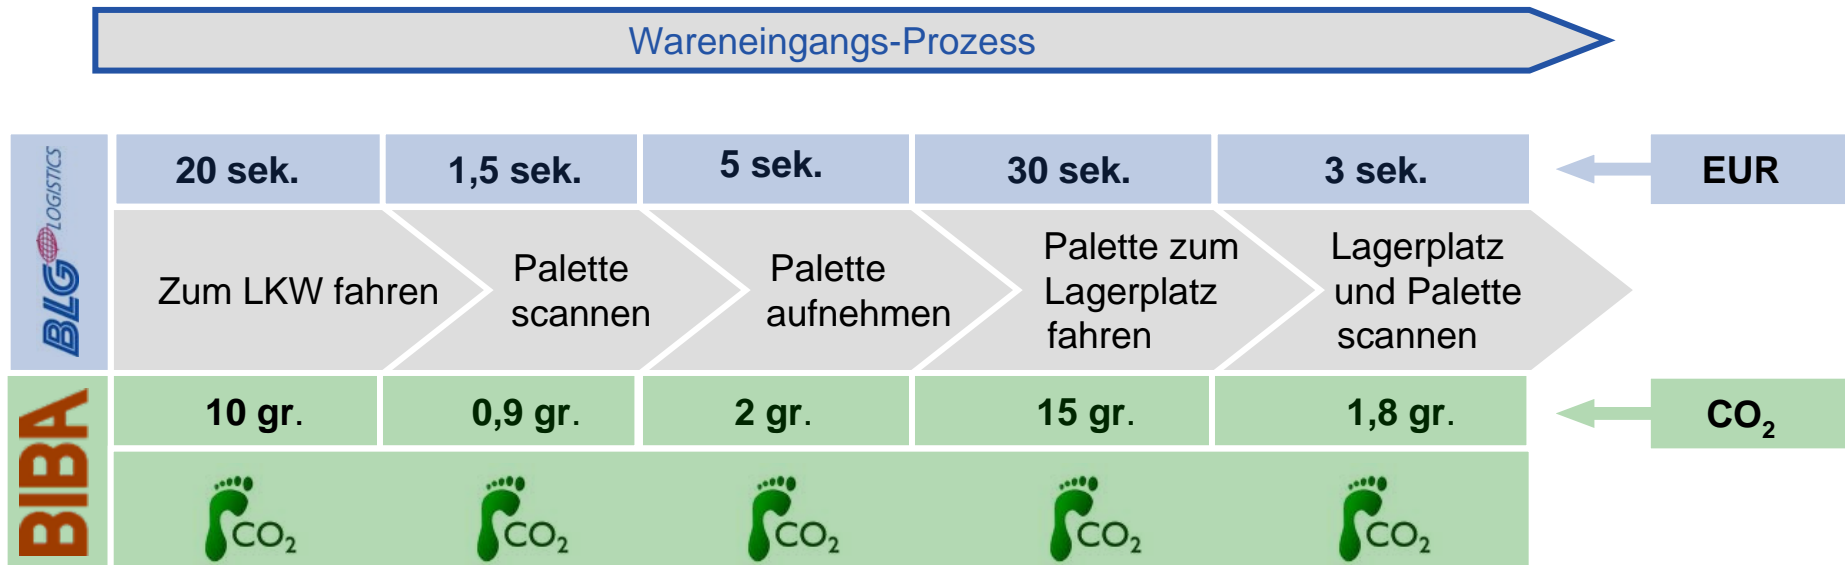 Wareneingangs-Prozess
BLG LOGISTICS
20 sek.
1,5 sek.
5 sek.
30 sek.
3 sek.
EUR
Zum LKW fahren
Palette
scannen
Palette
aufnehmen
Palette zum
Lagerplatz
fahren
Lagerplatz
und Palette
scannen
BIBA
10 gr.
0,9 gr.
2 gr.
15 gr.
1,8 gr.
CO₂
CO₂
CO₂
CO₂
CO₂
CO₂